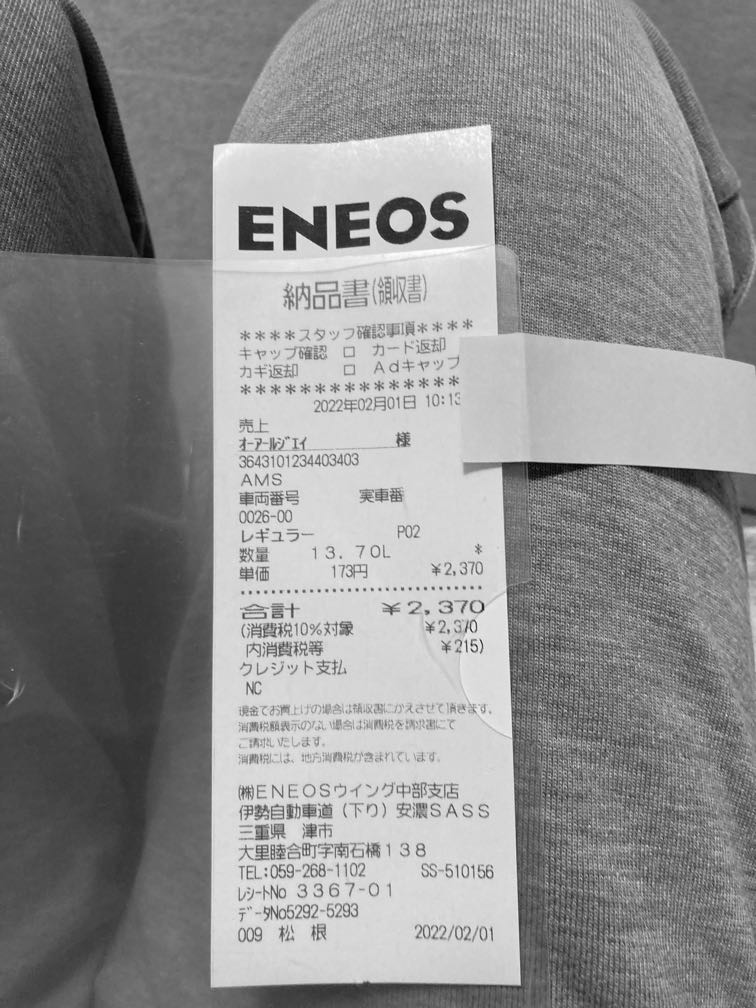 ENEOS
納品書(領収書)
****スタッフ確認事項****
キャップ確認 □ カード返却
カギ返却 □ Adキャップ
****************
2022年02月01日 10:13
売上
オーアールジエイ 様
3643101234403403
AMS
車両番号 実車番
0026-00
レギュラー P02
数量 13.70L *
単価 173円 ¥2,370
合計 ¥2,370
(消費税10%対象 ¥2,370
内消費税等 ¥215)
クレジット支払
NC
現金でお買上げの場合は領収書にかえさせて頂きます。
消費税額表示のない場合は消費税を請求書にて
ご請求いたします。
消費税には、地方消費税が含まれています。
㈱ENEOSウイング中部支店
伊勢自動車道(下り)安濃SASS
三重県 津市
大里睦合町字南石橋138
TEL:059-268-1102 SS-510156
レシートNo 3367-01
データNo5292-5293
009 松 根 2022/02/01